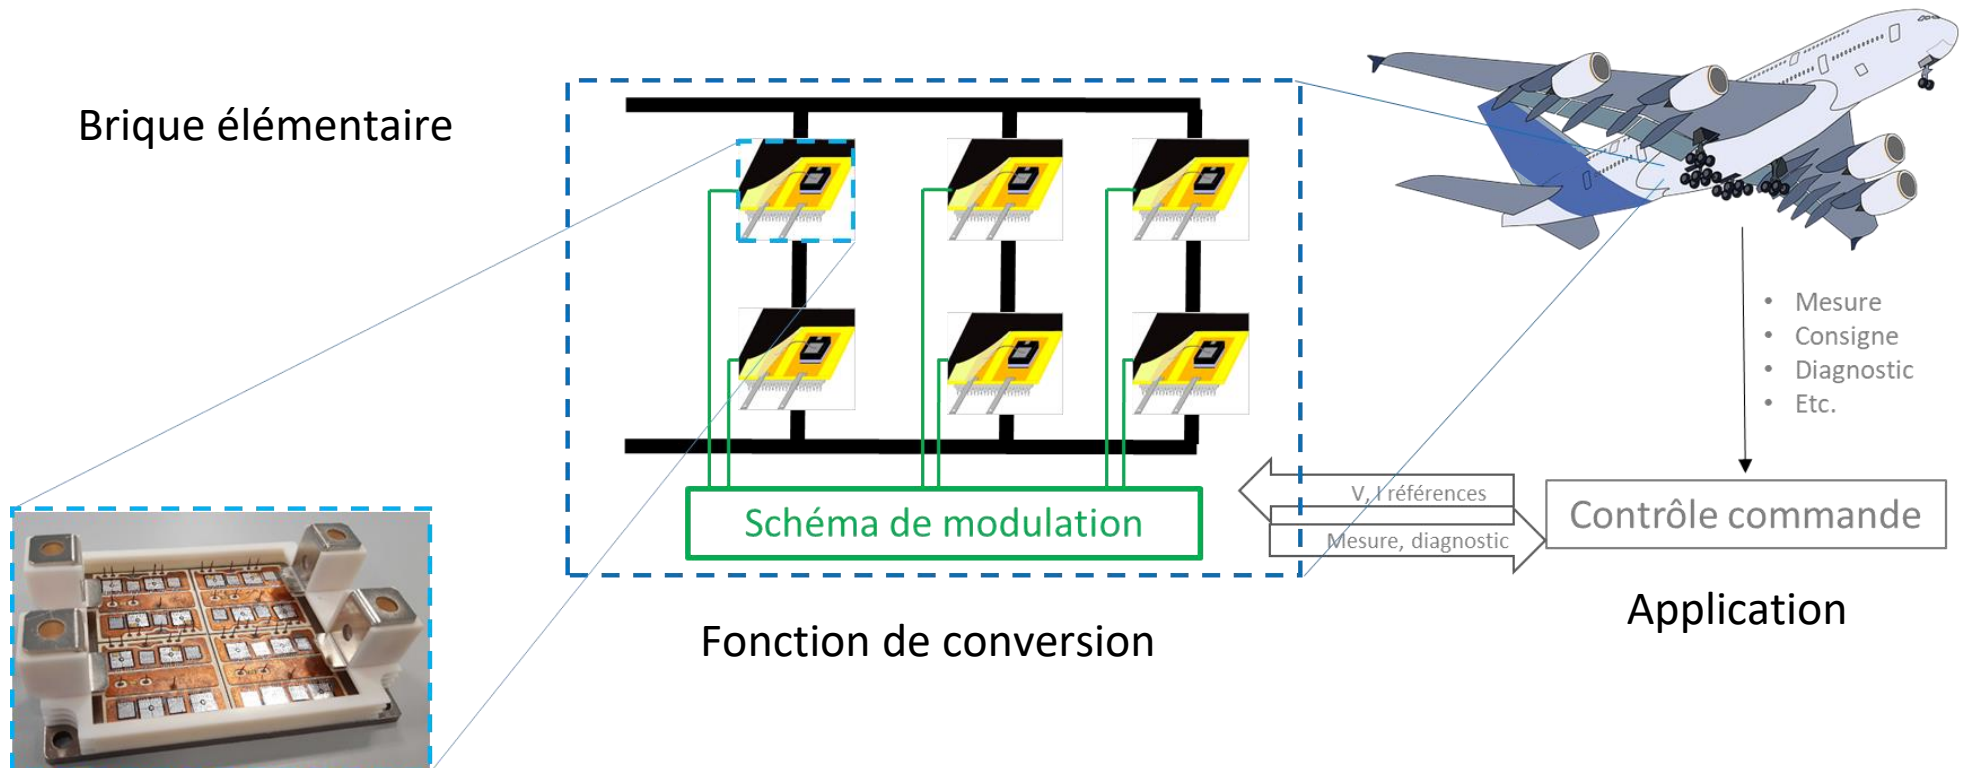 Brique élémentaire
Mesure
Consigne
Diagnostic
Etc.
V, I références
Mesure, diagnostic
Schéma de modulation
Contrôle commande
Fonction de conversion
Application